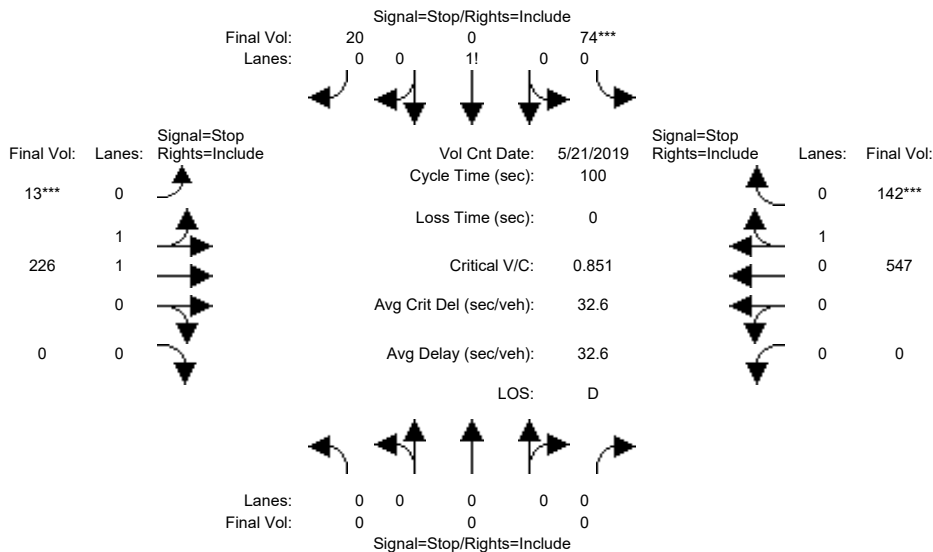 Signal=Stop/Rights=Include
Final Vol: 20 0 74***
Lanes: 0 0 1! 0 0
Signal=Stop Signal=Stop
Final Vol: Lanes: Rights=Include Vol Cnt Date: 5/21/2019 Rights=Include Lanes: Final Vol:
Cycle Time (sec): 100
13*** 0 0 142***
Loss Time (sec): 0
1 1
226 1 Critical V/C: 0.851 0 547
0 Avg Crit Del (sec/veh): 32.6 0
0 0 Avg Delay (sec/veh): 32.6 0 0
LOS: D
Lanes: 0 0 0 0 0
Final Vol: 0 0 0
Signal=Stop/Rights=Include